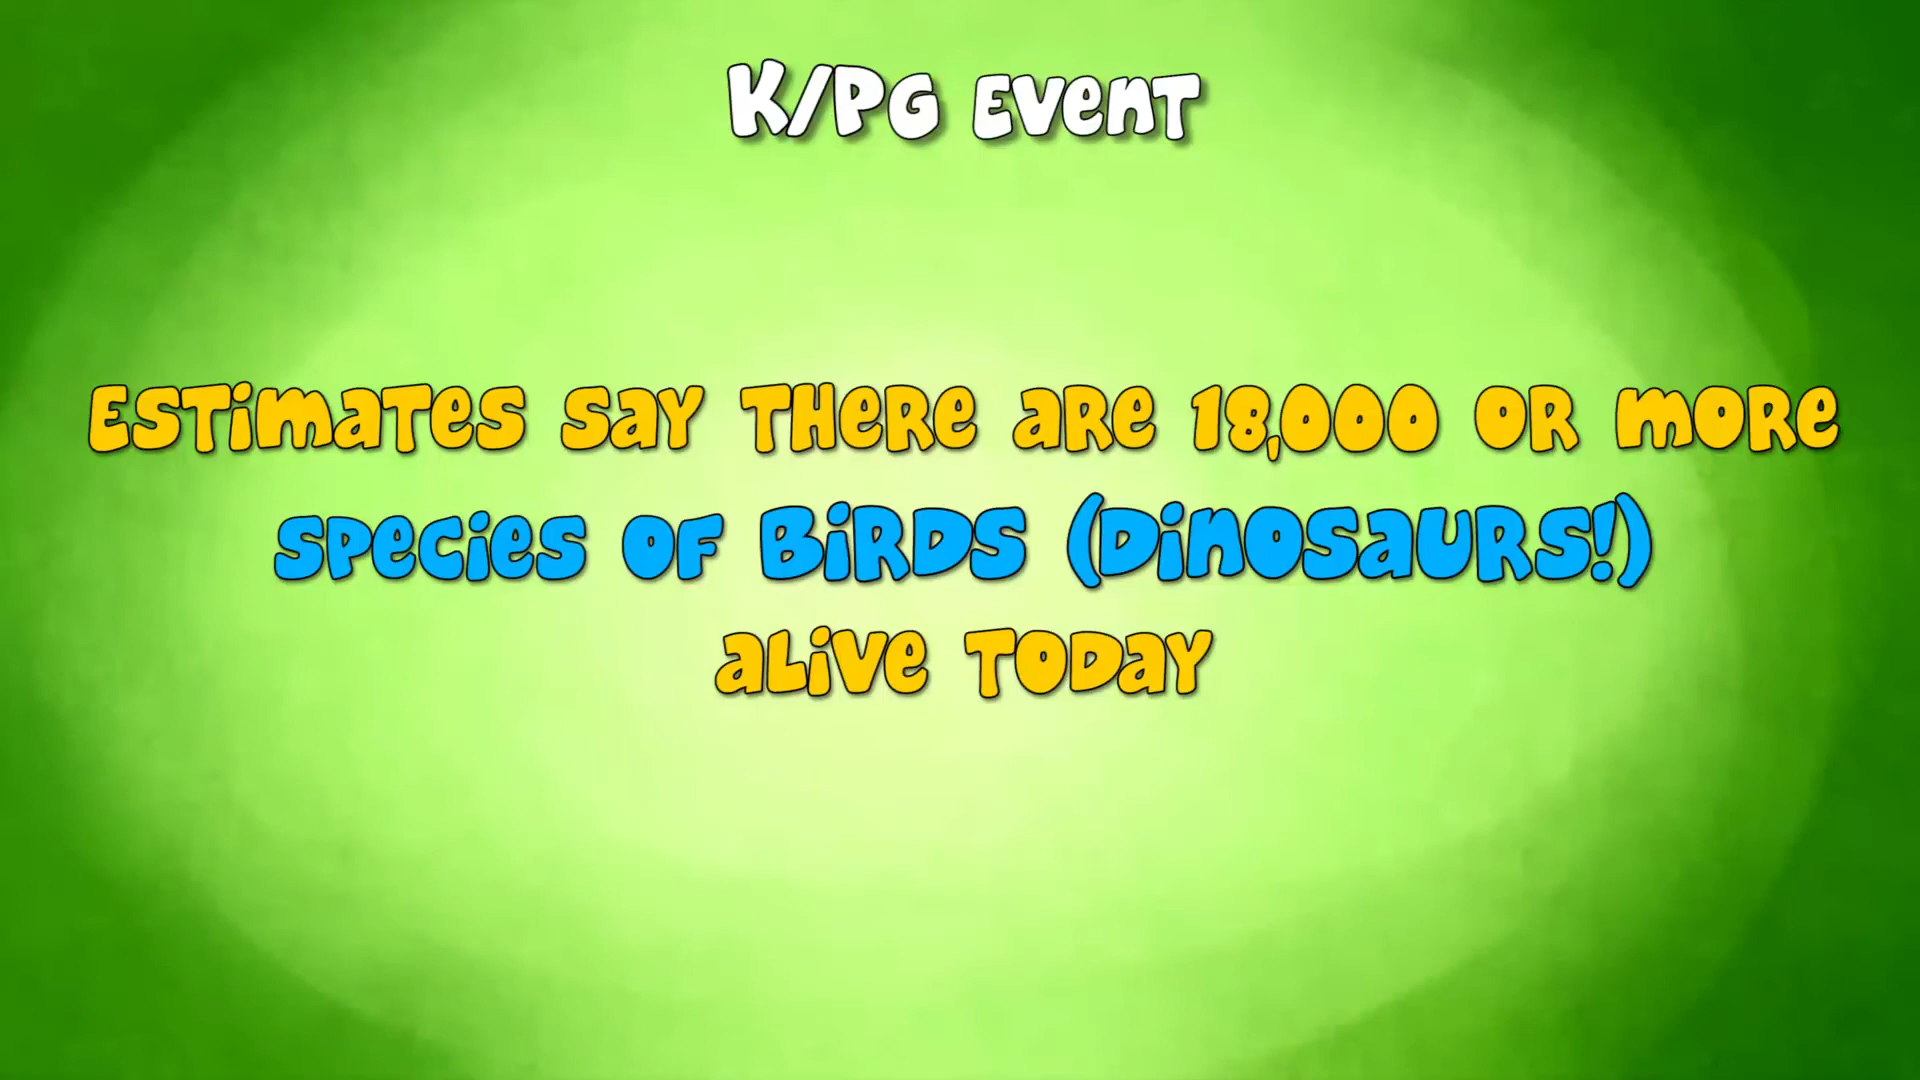 K/Pg Event
Estimates say there are 18,000 or more
species of Birds (Dinosaurs!)
alive today